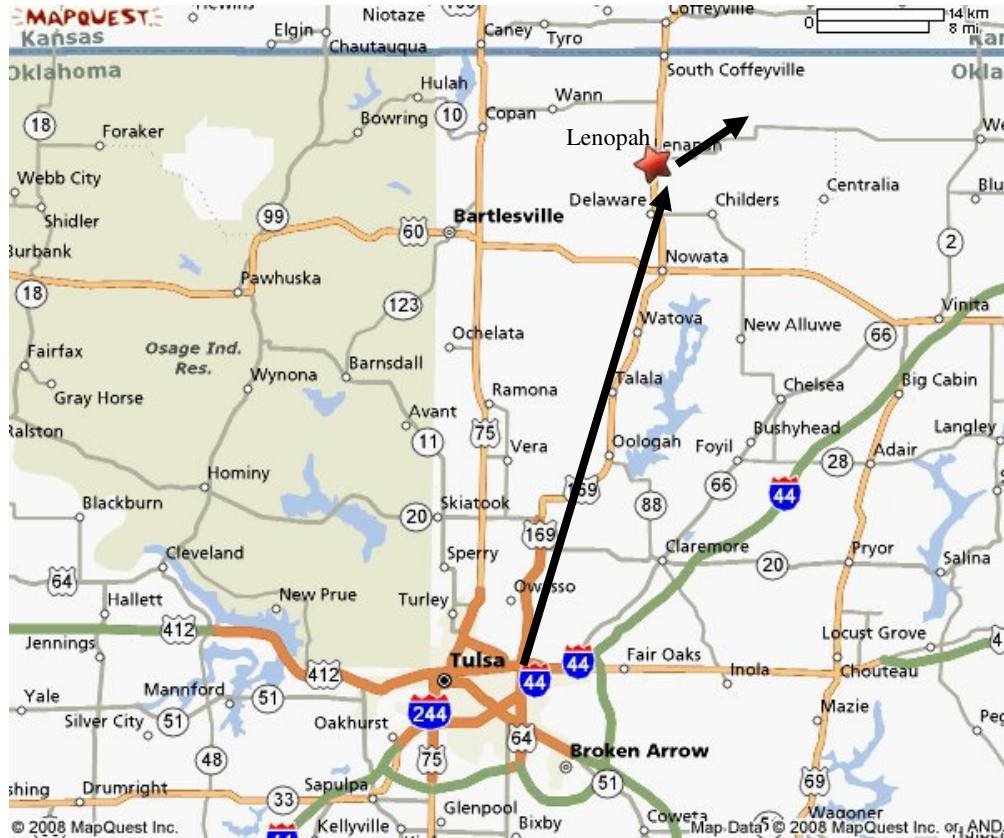 MAPQUEST.
Hewins
166
Niotaze
Coffeyville
14 km
0
8 mi
Kansas
Elgin
Caney
Tyro
Chautauqua
Oklahoma
South Coffeyville
Hulah
Wann
18
Bowring
10
Copan
Foraker
Lenopah
Lenapah
Webb City
Centralia
Shidler
Delaware
Childers
99
Bartlesville
60
2
Burbank
Nowata
Pawhuska
18
123
Vinita
Watova
New Alluwe
66
Ochelata
Fairfax
Osage Ind.
Res.
Barnsdall
Wynona
Talala
Chelsea
Big Cabin
Gray Horse
Ramona
Avant
75
Ralston
11
Vera
Oologah
Foyil
Bushyhead
Langley
Adair
28
Hominy
169
66
44
Blackburn
20
Skiatook
88
169
Cleveland
Sperry
Claremore
Pryor
64
20
Salina
Hallett
New Prue
Turley
Owasso
412
Jennings
Locust Grove
44
Tulsa
Fair Oaks
412
Inola
Chouteau
44
Yale
Mannford
51
51
244
Silver City
Oakhurst
64
Mazie
48
75
Broken Arrow
69
51
Drumright
33
Sapulpa
Glenpool
Coweta
Wagoner
Kellyville
Bixby
© 2008 MapQuest Inc.
Map Data © 2008 MapQuest Inc. or AND